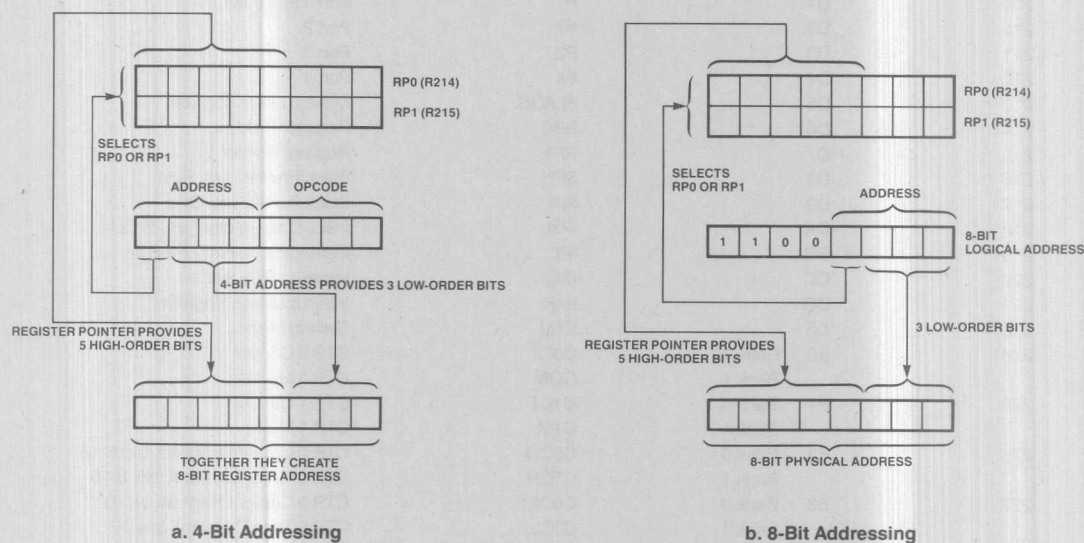 RP0 (R214)
RP1 (R215)
SELECTS
RP0 OR RP1
ADDRESS
OPCODE
4-BIT ADDRESS PROVIDES 3 LOW-ORDER BITS
REGISTER POINTER PROVIDES
5 HIGH-ORDER BITS
TOGETHER THEY CREATE
8-BIT REGISTER ADDRESS
a. 4-Bit Addressing
RP0 (R214)
RP1 (R215)
SELECTS
RP0 OR RP1
ADDRESS
1 1 0 0
8-BIT
LOGICAL ADDRESS
3 LOW-ORDER BITS
REGISTER POINTER PROVIDES
5 HIGH-ORDER BITS
8-BIT PHYSICAL ADDRESS
b. 8-Bit Addressing